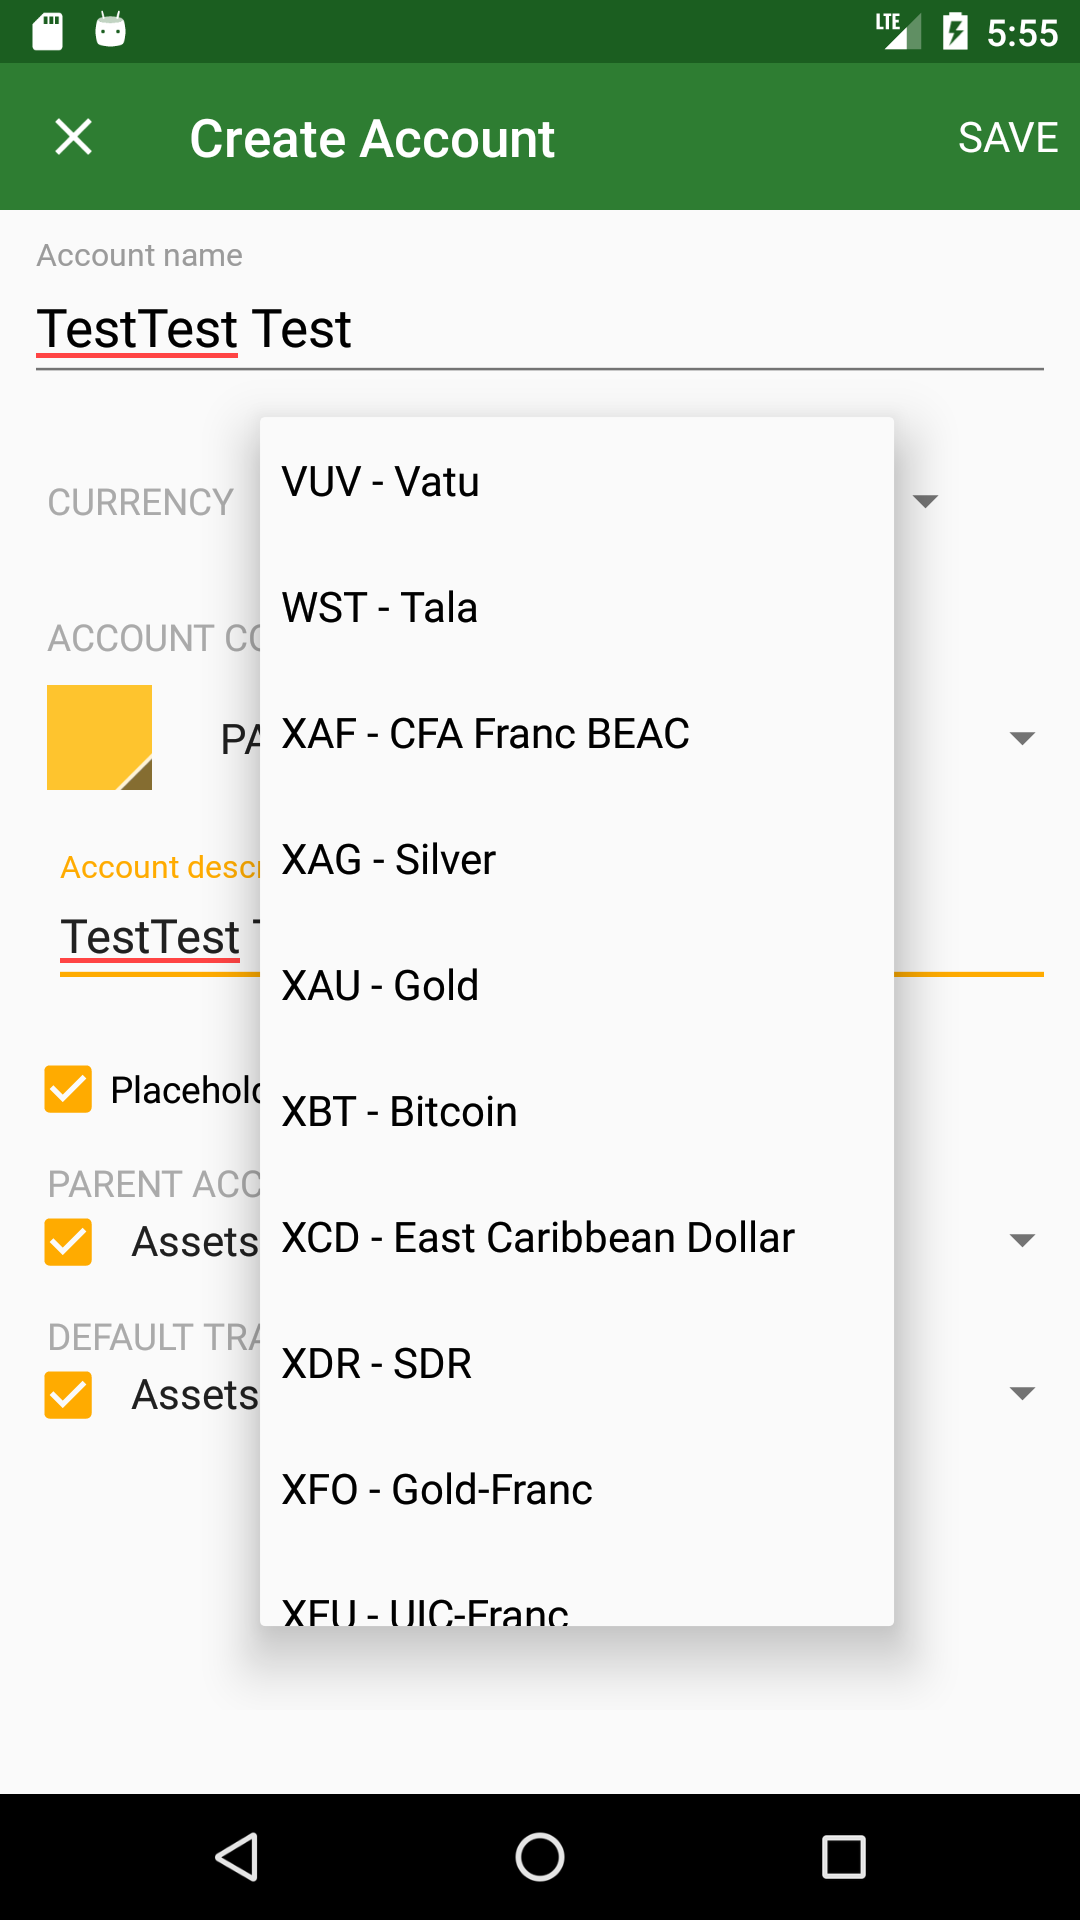 LTE 5:55
Create Account SAVE
Account name
TestTest Test
VUV - Vatu
CURRENCY
WST - Tala
ACCOUNT CO
XAF - CFA Franc BEAC
PA
XAG - Silver
Account descr
TestTest T
XAU - Gold
XBT - Bitcoin
Placehold
PARENT ACC
XCD - East Caribbean Dollar
Assets
DEFAULT TRA
XDR - SDR
Assets
XFO - Gold-Franc
XFU - UIC-Franc